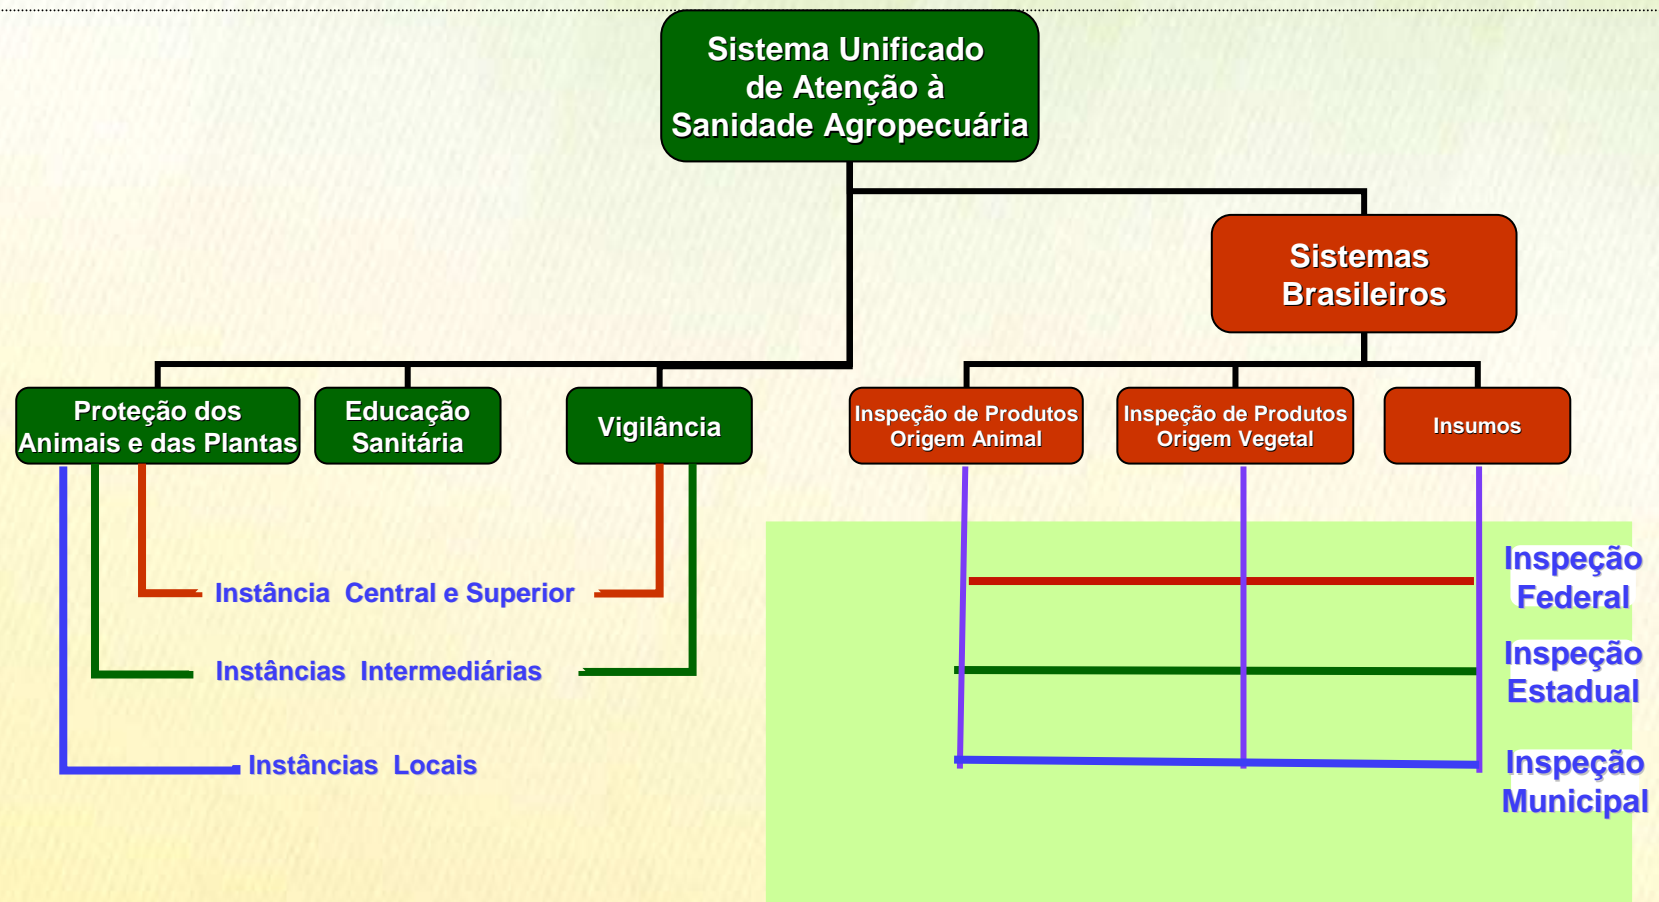 Sistema Unificado
de Atenção à
Sanidade Agropecuária
Sistemas
Brasileiros
Proteção dos
Animais e das Plantas
Educação
Sanitária
Vigilância
Inspeção de Produtos
Origem Animal
Inspeção de Produtos
Origem Vegetal
Insumos
Instância Central e Superior
Instâncias Intermediárias
Instâncias Locais
Inspeção
Federal
Inspeção
Estadual
Inspeção
Municipal